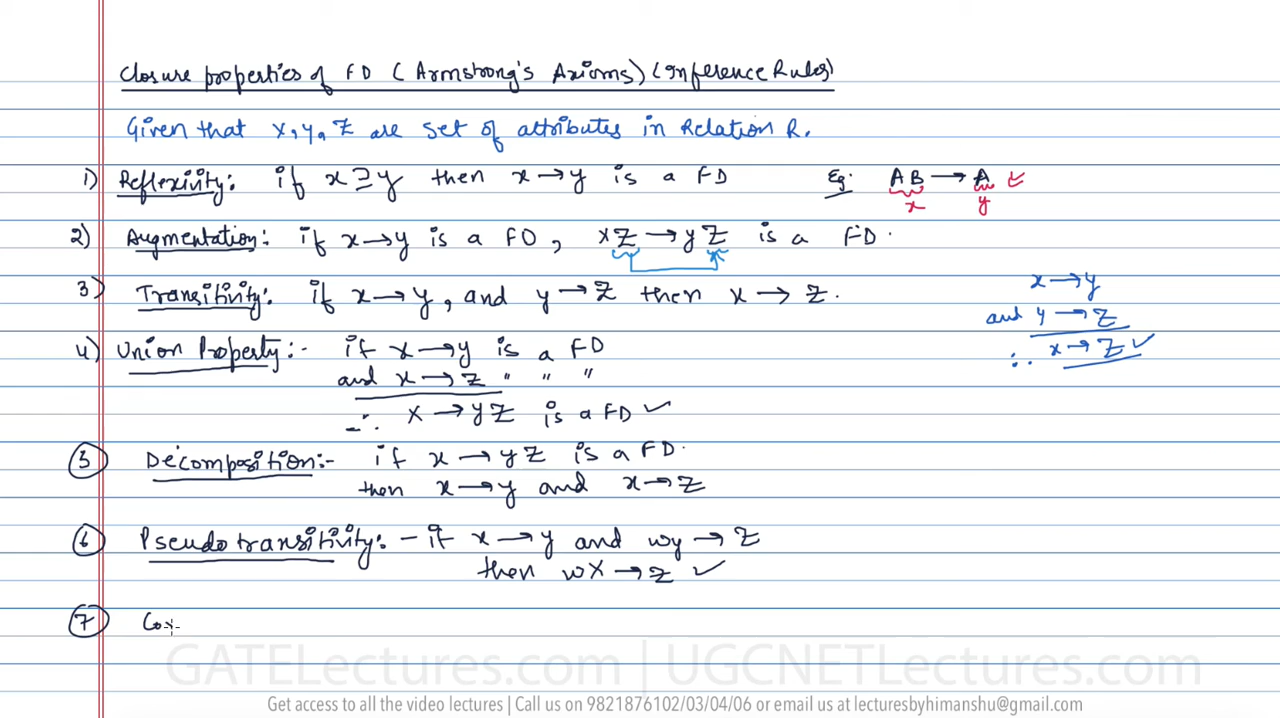 Closure properties of FD (Armstrong's Axioms) (Inference Rules)
Given that x, y, Z are set of attributes in Relation R.
1) Reflexivity: if x ⊇ y then x → y is a FD Eg: AB → A
x y
2) Augmentation: if x → y is a FD, xZ → yZ is a FD.
3) Transitivity: if x → y, and y → Z then x → Z.
x → y
and y → Z
∴ x → Z ✓
4) Union Property:- if x → y is a FD
and x → Z " " "
∴ x → yZ is a FD ✓
5 Decomposition:- if x → yZ is a FD.
then x → y and x → Z
6 Pseudo transitivity:- if x → y and wy → Z
then wx → Z ✓
7 Co
GATELectures.com | UGCNETLectures.com
Get access to all the video lectures | Call us on 9821876102/03/04/06 or email us at lecturesbyhimanshu@gmail.com